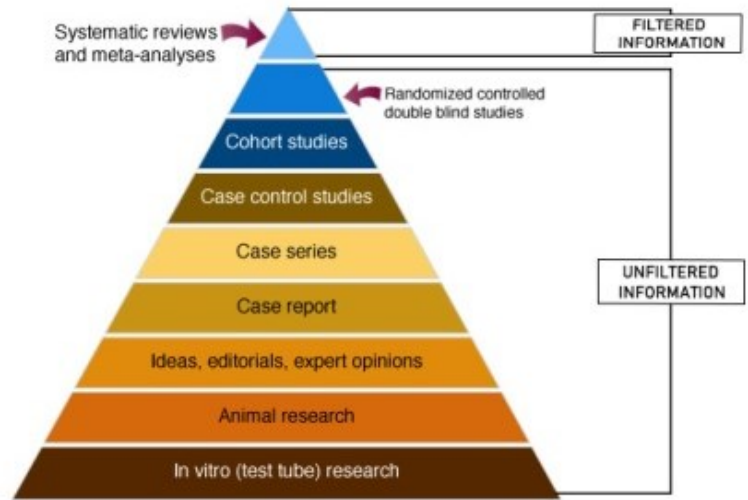 Systematic reviews
and meta-analyses
FILTERED
INFORMATION
Randomized controlled
double blind studies
Cohort studies
Case control studies
Case series
UNFILTERED
INFORMATION
Case report
Ideas, editorials, expert opinions
Animal research
In vitro (test tube) research